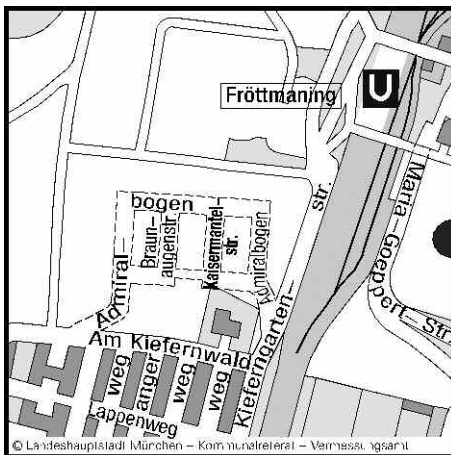 U
Fröttmaning
Maria-Goeppert-Str.
bogen
Admiral-
Braun-
augenstr.
Kaisermantel-
str.
Admiralbogen
Admiralbogen
Kieferngarten-
str.
Am Kiefernwald
weg
anger
weg
weg
Lappenweg
© Landeshauptstadt München – Kommunalreferat – Vermessungsamt